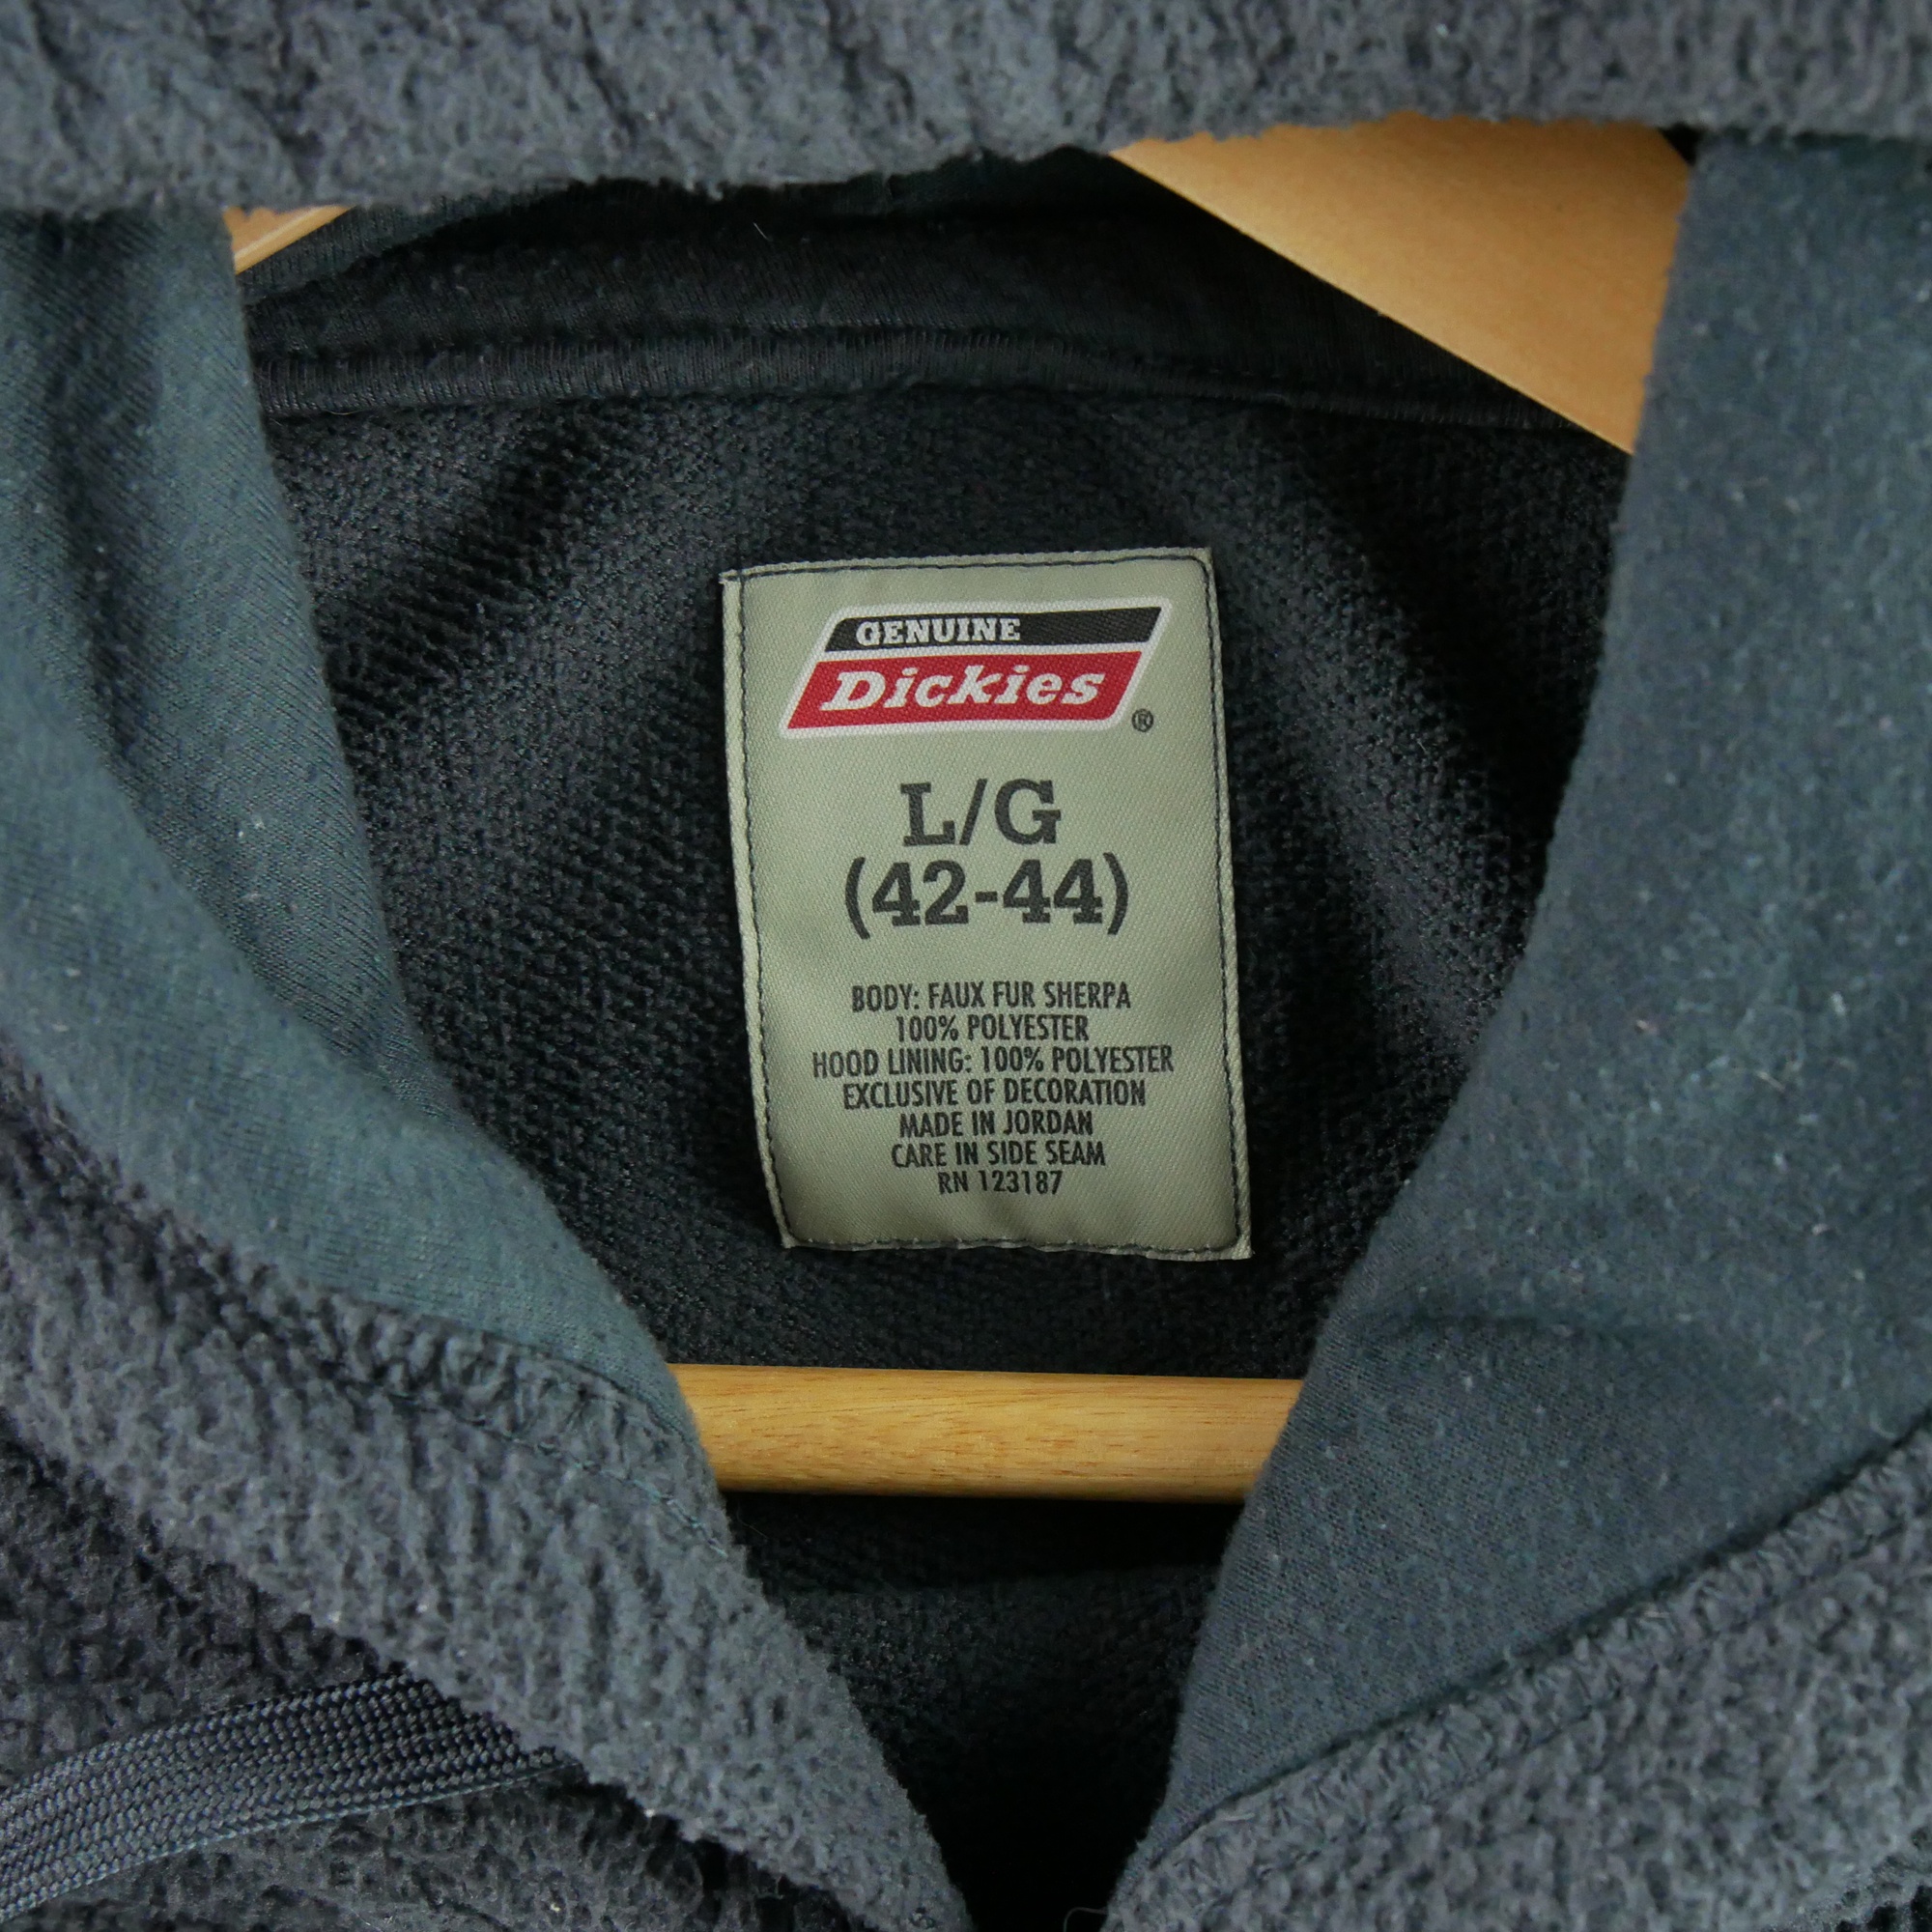 GENUINE
Dickies®
L/G
(42-44)
BODY: FAUX FUR SHERPA
100% POLYESTER
HOOD LINING: 100% POLYESTER
EXCLUSIVE OF DECORATION
MADE IN JORDAN
CARE IN SIDE SEAM
RN 123187